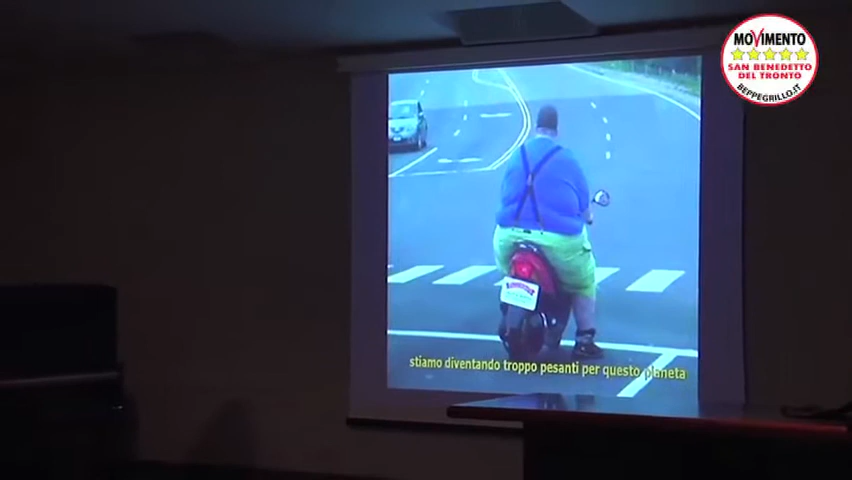 MOVIMENTO
SAN BENEDETTO
DEL TRONTO
BEPPEGRILLO.IT
stiamo diventando troppo pesanti per questo pianeta